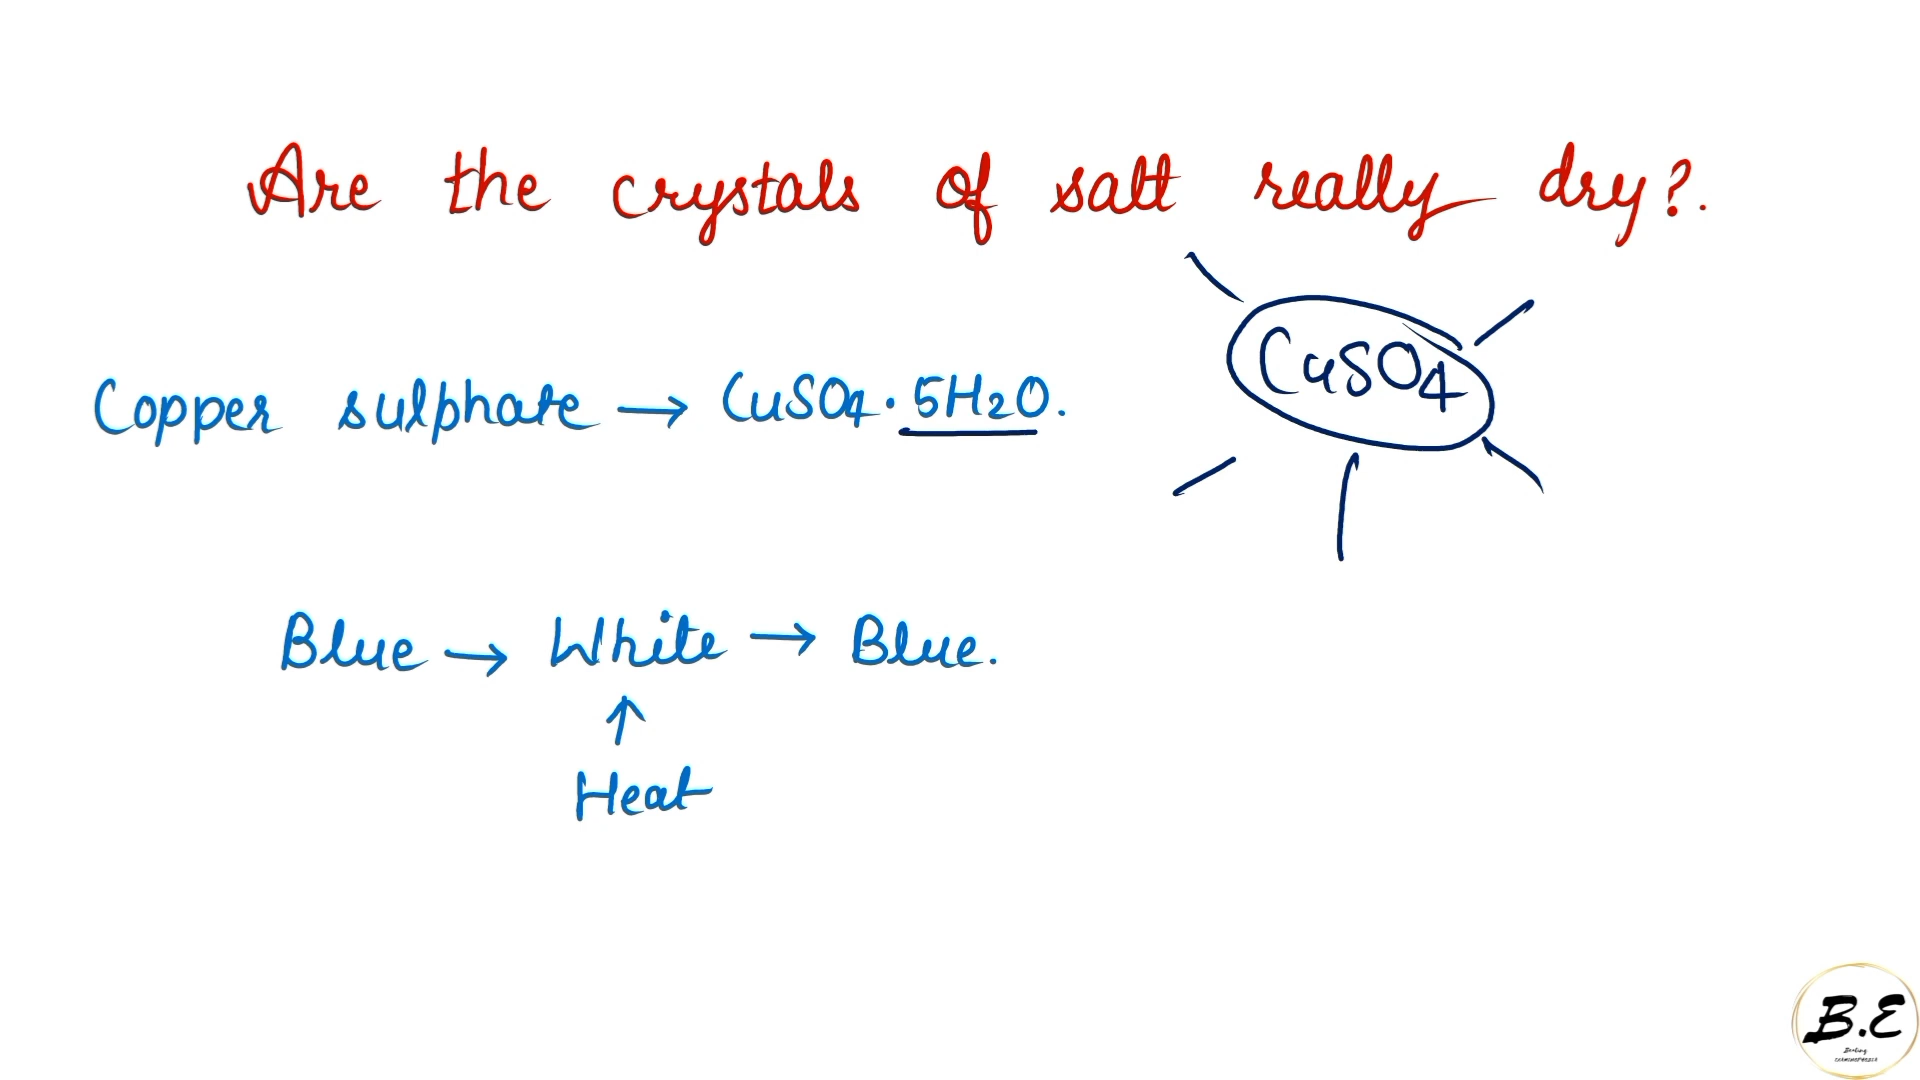 Are the crystals of salt really dry?.
Copper sulphate → CuSO4 · 5H2O.
CuSO4
Blue → White → Blue.
↑
Heat
B.E